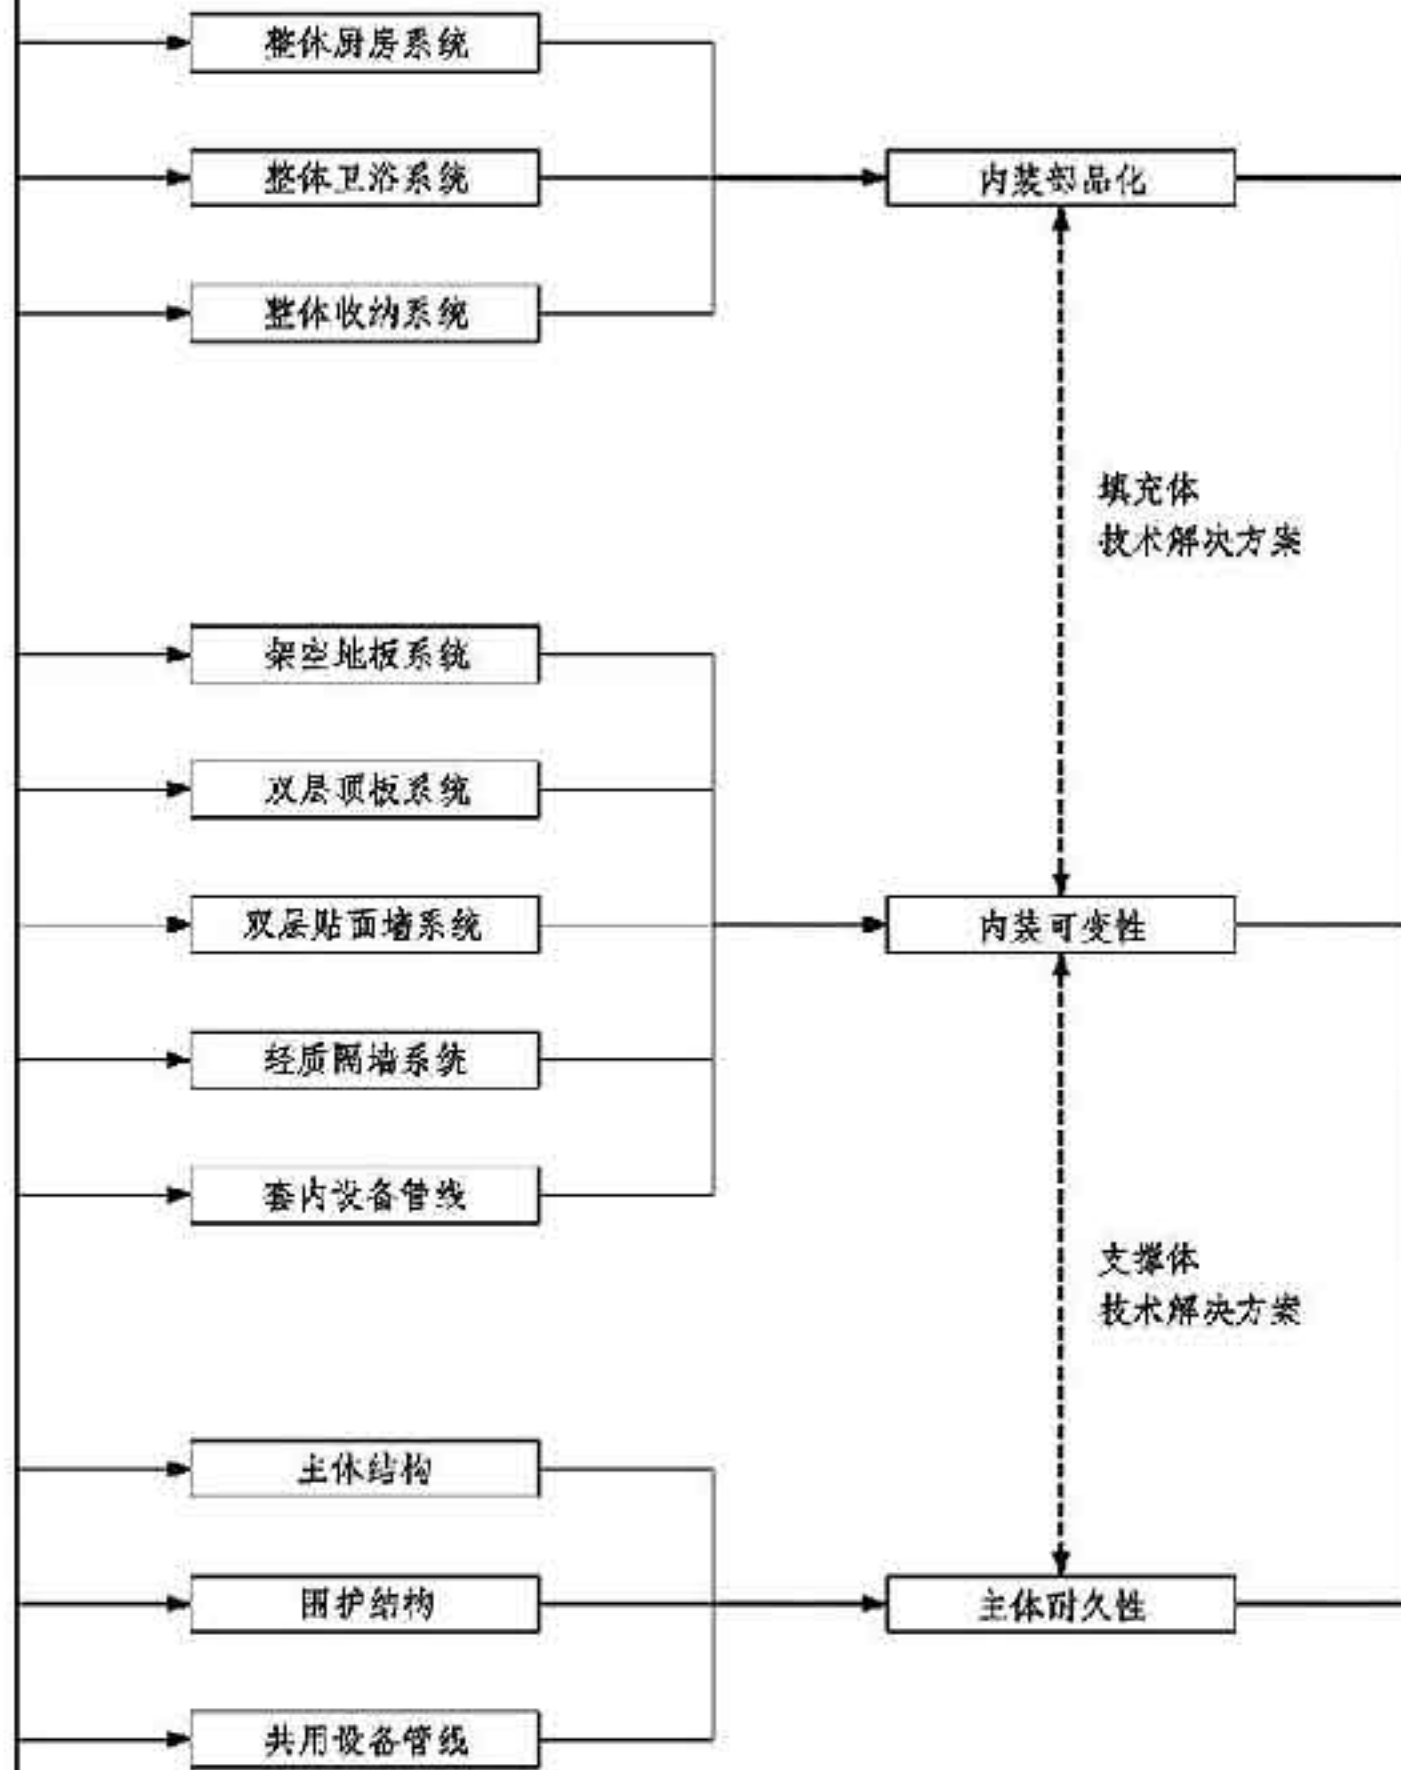 整体厨房系统
整体卫浴系统
内装部品化
整体收纳系统
填充体
技术解决方案
架空地板系统
双层顶板系统
双层贴面墙系统
内装可变性
轻质隔墙系统
套内设备管线
支撑体
技术解决方案
主体结构
围护结构
主体耐久性
共用设备管线